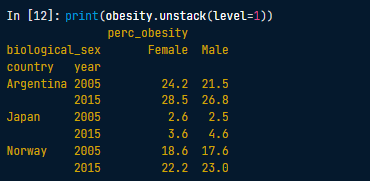 In [12]: print(obesity.unstack(level=1))
                perc_obesity
biological_sex        Female  Male
country   year
Argentina 2005          24.2  21.5
          2015          28.5  26.8
Japan     2005           2.6   2.5
          2015           3.6   4.6
Norway    2005          18.6  17.6
          2015          22.2  23.0